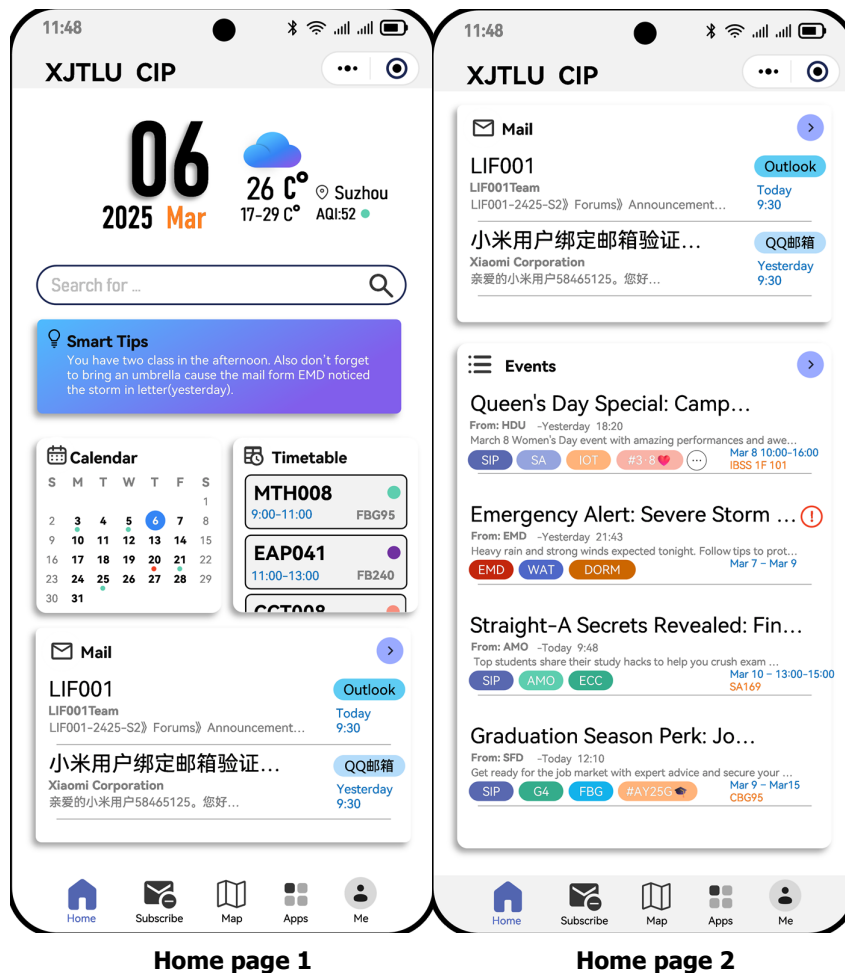 11:48
XJTLU CIP
06
2025 Mar
26 C°
17-29 C°
Suzhou
AQI:52
Search for ...
Smart Tips
You have two class in the afternoon. Also don't forget
to bring an umbrella cause the mail form EMD noticed
the storm in letter(yesterday).
Calendar
S M T W T F S
1
2 3 4 5 6 7 8
9 10 11 12 13 14 15
16 17 18 19 20 21 22
23 24 25 26 27 28 29
30 31
Timetable
MTH008
9:00-11:00 FBG95
EAP041
11:00-13:00 FB240
CCT008
Mail
LIF001 Outlook
LIF001Team Today
LIF001-2425-S2》Forums》Announcement... 9:30
小米用户绑定邮箱验证... QQ邮箱
Xiaomi Corporation Yesterday
亲爱的小米用户58465125。您好... 9:30
Home Subscribe Map Apps Me
Home page 1
11:48
XJTLU CIP
Mail
LIF001 Outlook
LIF001Team Today
LIF001-2425-S2》Forums》Announcement... 9:30
小米用户绑定邮箱验证... QQ邮箱
Xiaomi Corporation Yesterday
亲爱的小米用户58465125。您好... 9:30
Events
Queen's Day Special: Camp...
From: HDU -Yesterday 18:20
March 8 Women's Day event with amazing performances and awe...
SIP SA IOT #3·8❤ ... Mar 8 10:00-16:00
IBSS 1F 101
Emergency Alert: Severe Storm ...
From: EMD -Yesterday 21:43
Heavy rain and strong winds expected tonight. Follow tips to prot...
EMD WAT DORM Mar 7 - Mar 9
Straight-A Secrets Revealed: Fin...
From: AMO -Today 9:48
Top students share their study hacks to help you crush exam ...
SIP AMO ECC Mar 10 - 13:00-15:00
SA169
Graduation Season Perk: Jo...
From: SFD -Today 12:10
Get ready for the job market with expert advice and secure your ...
SIP G4 FBG #AY25G🎓 Mar 9 - Mar15
CBG95
Home Subscribe Map Apps Me
Home page 2